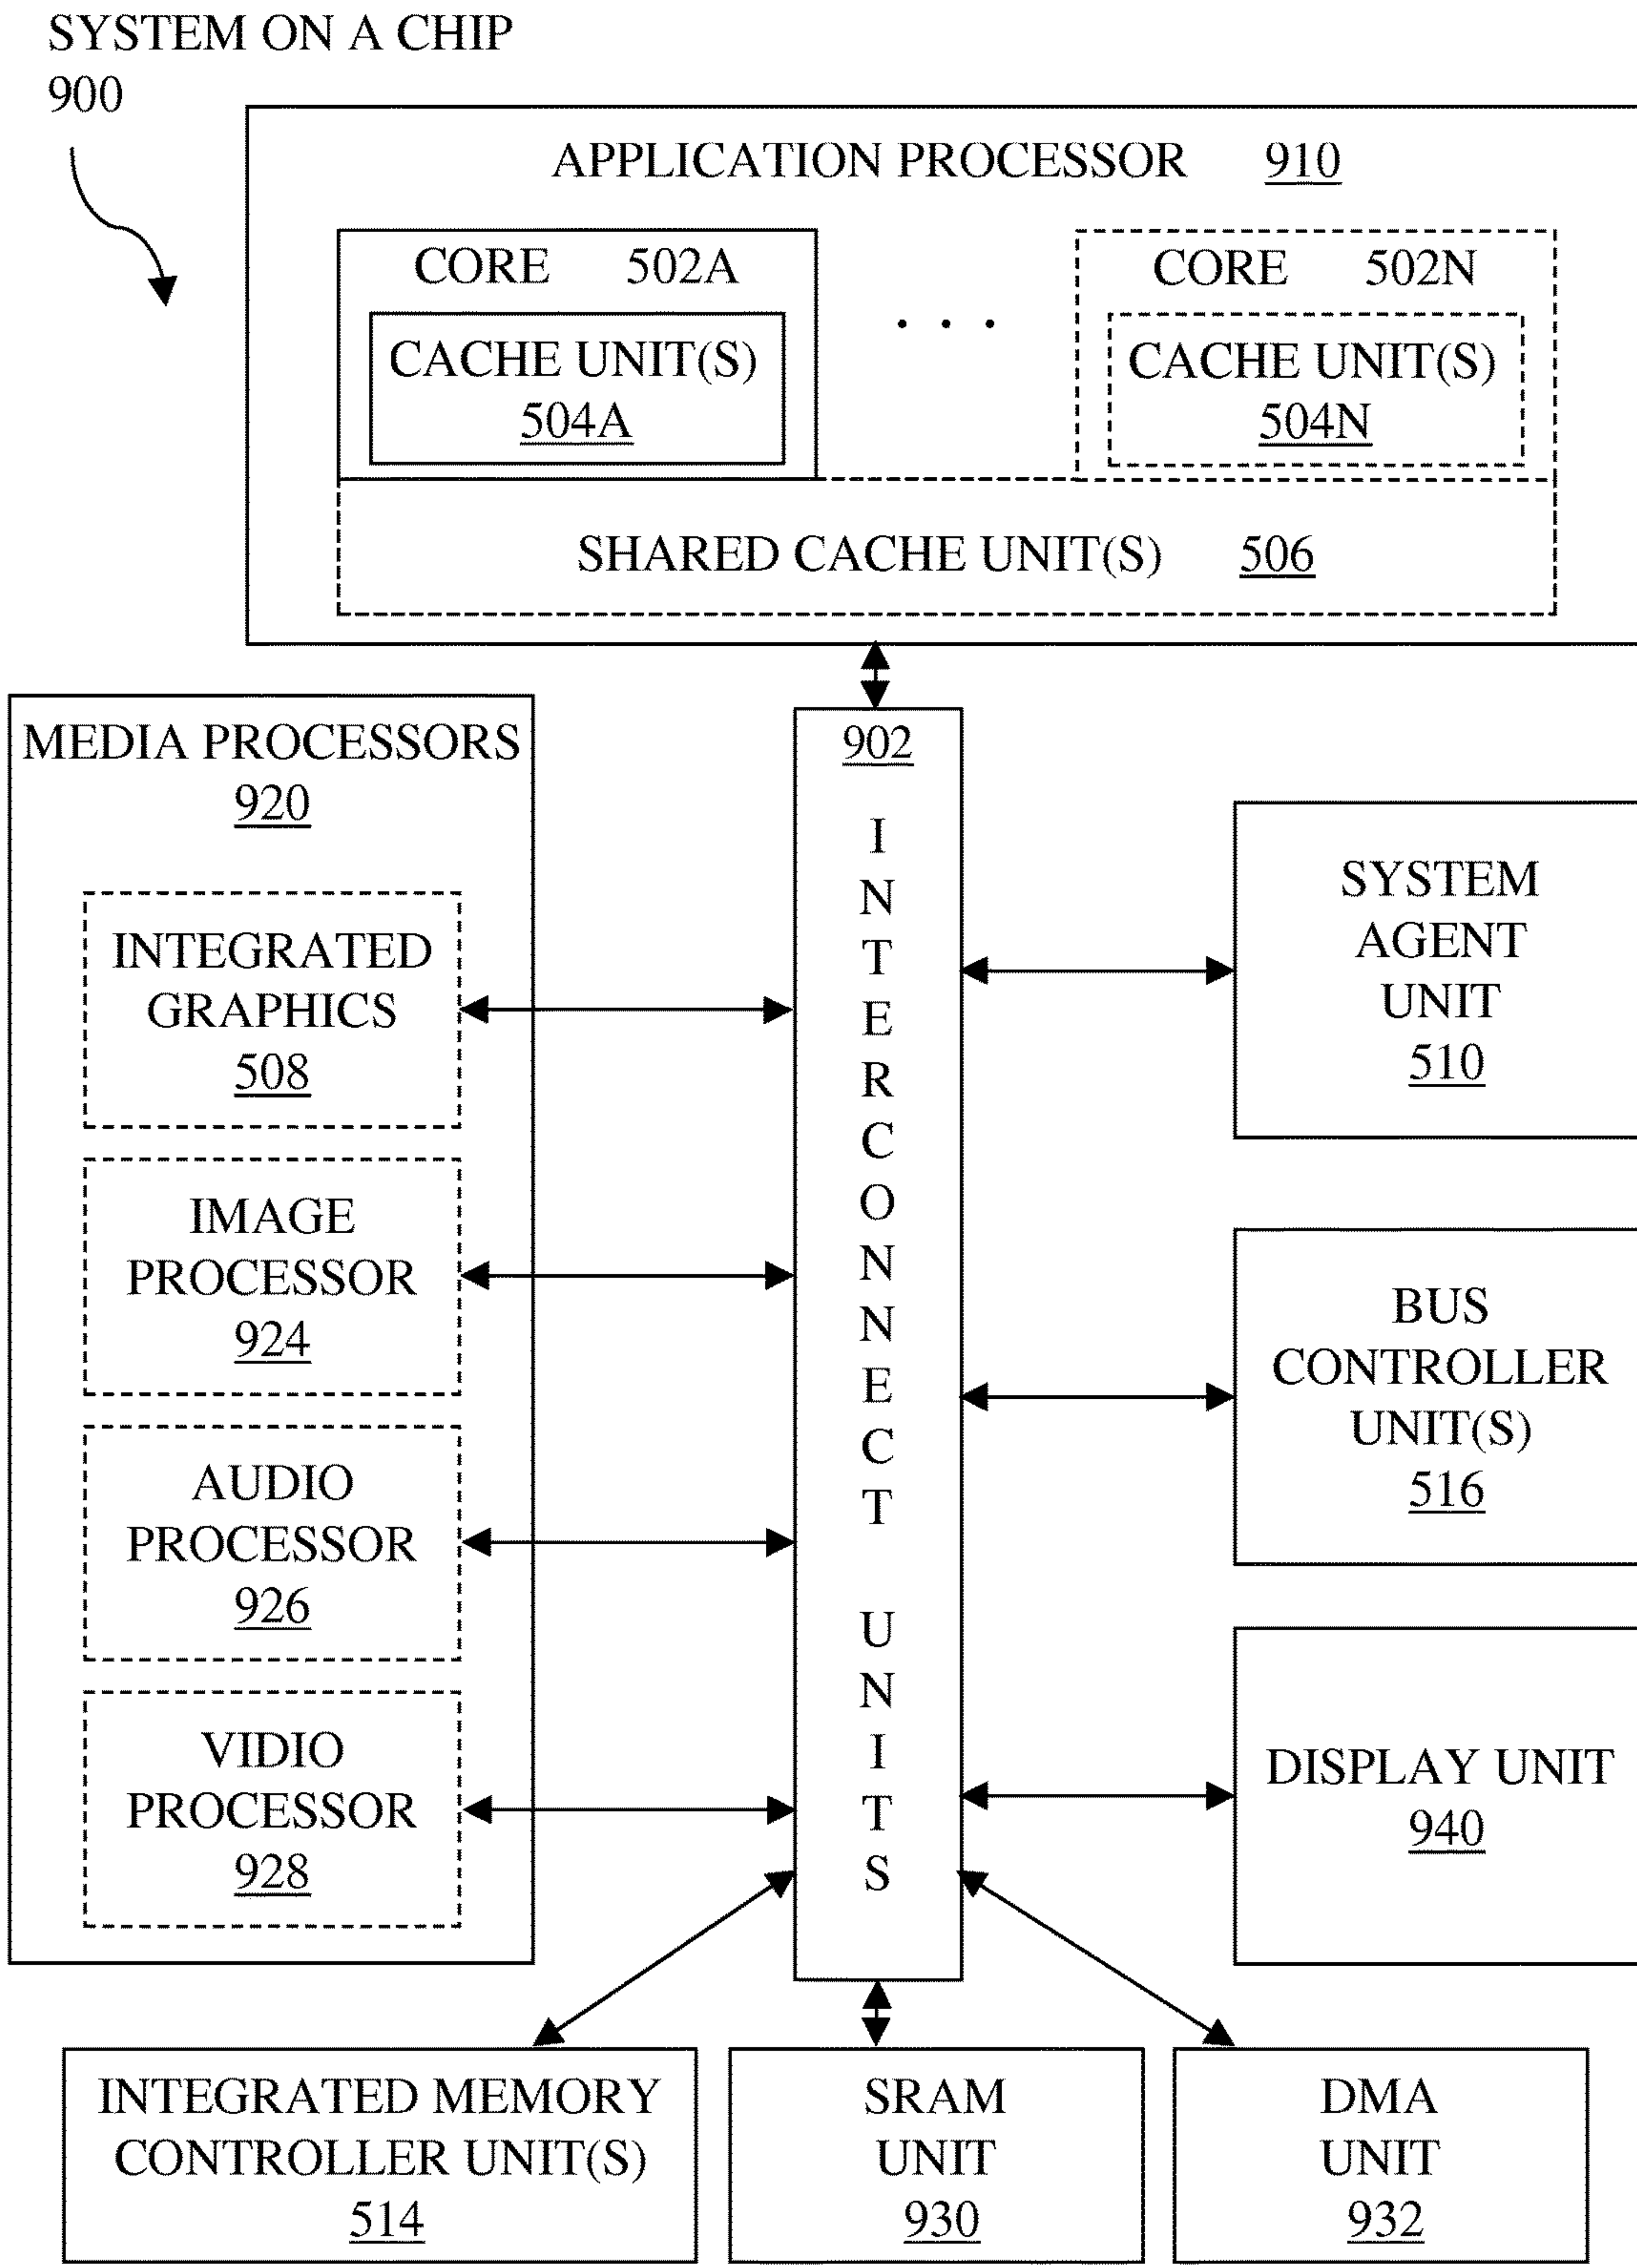 SYSTEM ON A CHIP
900
APPLICATION PROCESSOR 910
CORE 502A
CACHE UNIT(S)
504A
. . .
CORE 502N
CACHE UNIT(S)
504N
SHARED CACHE UNIT(S) 506
MEDIA PROCESSORS
920
INTEGRATED
GRAPHICS
508
IMAGE
PROCESSOR
924
AUDIO
PROCESSOR
926
VIDIO
PROCESSOR
928
902
INTERCONNECT UNITS
SYSTEM
AGENT
UNIT
510
BUS
CONTROLLER
UNIT(S)
516
DISPLAY UNIT
940
INTEGRATED MEMORY
CONTROLLER UNIT(S)
514
SRAM
UNIT
930
DMA
UNIT
932